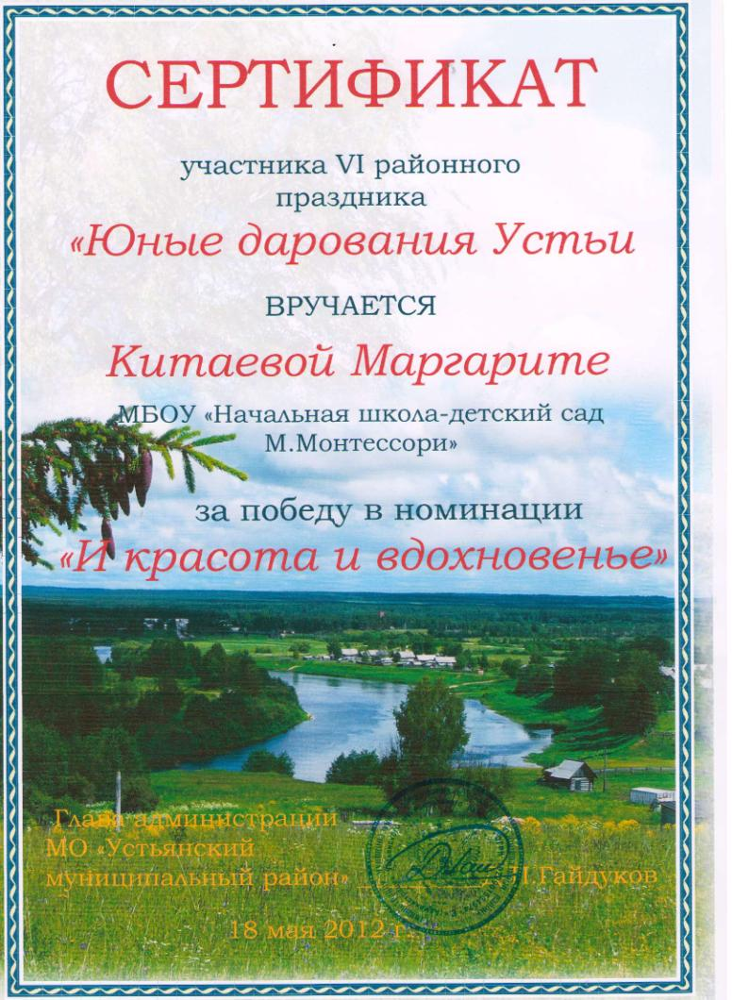 СЕРТИФИКАТ
участника VI районного
праздника
«Юные дарования Устьи
ВРУЧАЕТСЯ
Китаевой Маргарите
МБОУ «Начальная школа-детский сад
М.Монтессори»
за победу в номинации
«И красота и вдохновенье»
Глава администрации
МО «Устьянский
муниципальный район» Гайдуков
18 мая 2012 г.